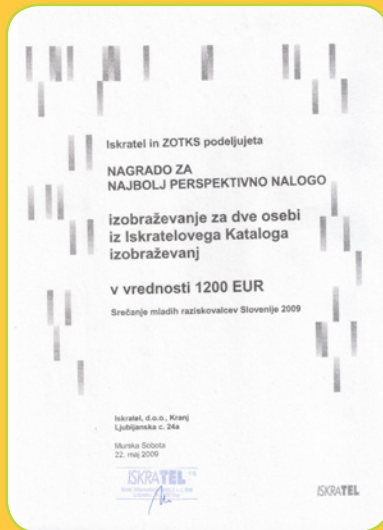 Iskratel in ZOTKS podeljujeta
NAGRADO ZA
NAJBOLJ PERSPEKTIVNO NALOGO
izobraževanje za dve osebi
iz Iskratelovega Kataloga
izobraževanj
v vrednosti 1200 EUR
Srečanje mladih raziskovalcev Slovenije 2009
Iskratel, d.o.o., Kranj
Ljubljanska c. 24a
Murska Sobota
22. maj 2009
ISKRATEL
ISKRATEL